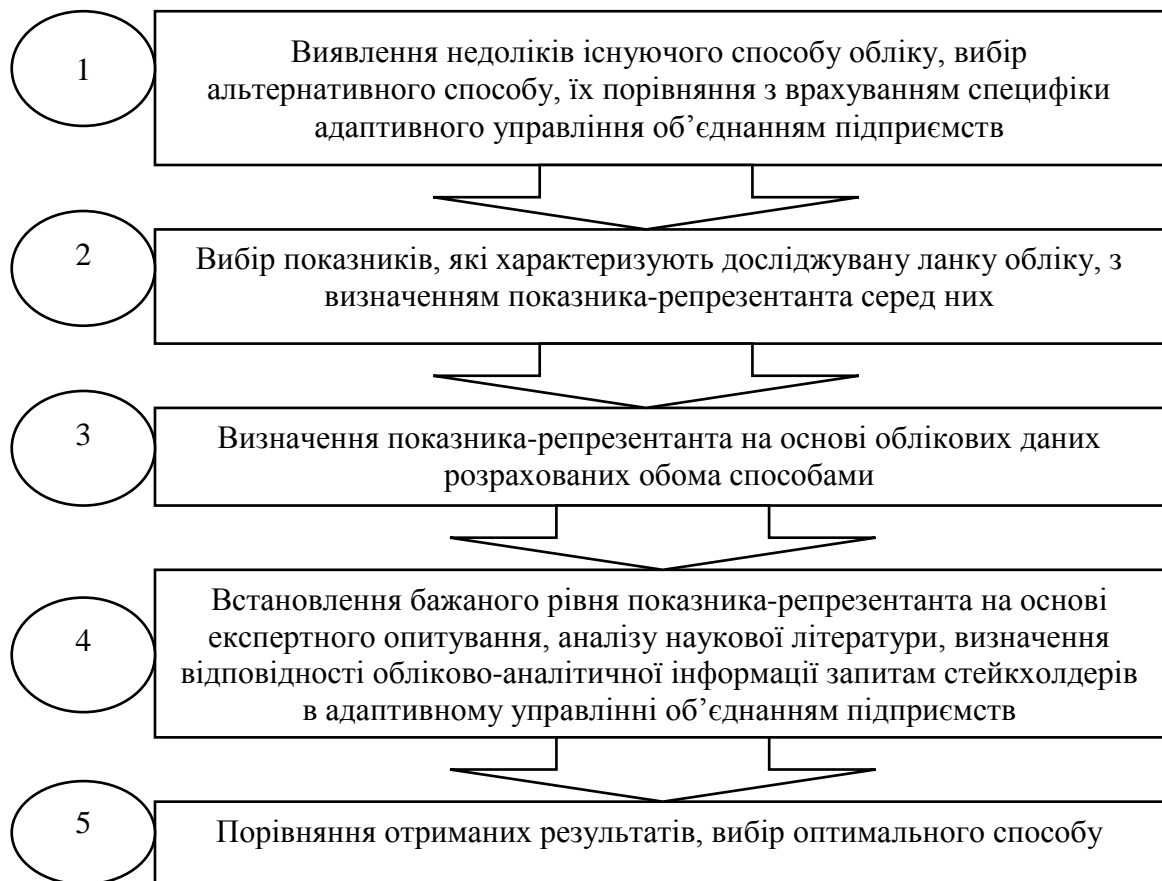 1
Виявлення недоліків існуючого способу обліку, вибір
альтернативного способу, їх порівняння з врахуванням специфіки
адаптивного управління об’єднанням підприємств
2
Вибір показників, які характеризують досліджувану ланку обліку, з
визначенням показника-репрезентанта серед них
3
Визначення показника-репрезентанта на основі облікових даних
розрахованих обома способами
4
Встановлення бажаного рівня показника-репрезентанта на основі
експертного опитування, аналізу наукової літератури, визначення
відповідності обліково-аналітичної інформації запитам стейкхолдерів
в адаптивному управлінні об’єднанням підприємств
5
Порівняння отриманих результатів, вибір оптимального способу